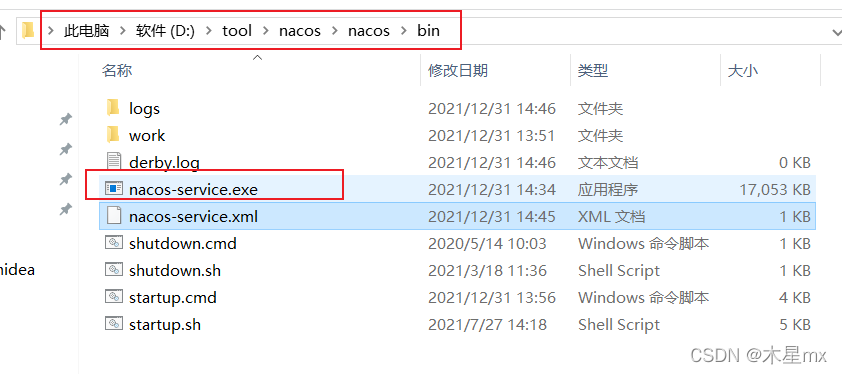 此电脑 > 软件 (D:) > tool > nacos > nacos > bin
名称 修改日期 类型 大小
logs 2021/12/31 14:46 文件夹
work 2021/12/31 13:51 文件夹
derby.log 2021/12/31 14:46 文本文档 0 KB
nacos-service.exe 2021/12/31 14:34 应用程序 17,053 KB
nacos-service.xml 2021/12/31 14:45 XML 文档 1 KB
shutdown.cmd 2020/5/14 10:03 Windows 命令脚本 1 KB
shutdown.sh 2021/3/18 11:36 Shell Script 1 KB
nidea
startup.cmd 2021/12/31 13:56 Windows 命令脚本 4 KB
startup.sh 2021/7/27 14:18 Shell Script 5 KB
CSDN @木星mx